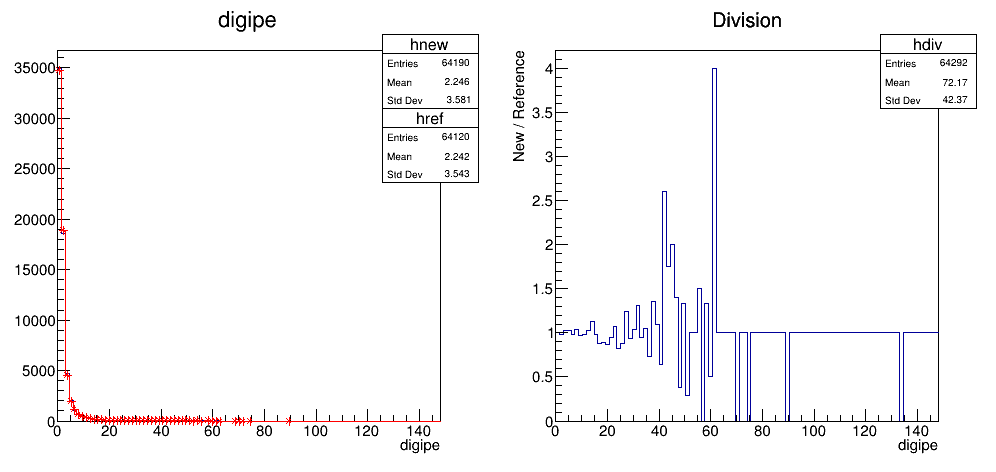 digipe
hnew
Entries 64190
Mean 2.246
Std Dev 3.581
href
Entries 64120
Mean 2.242
Std Dev 3.543
35000
30000
25000
20000
15000
10000
5000
0
0 20 40 60 80 100 120 140
digipe
Division
hdiv
Entries 64292
Mean 72.17
Std Dev 42.37
New / Reference
4
3.5
3
2.5
2
1.5
1
0.5
0
0 20 40 60 80 100 120 140
digipe